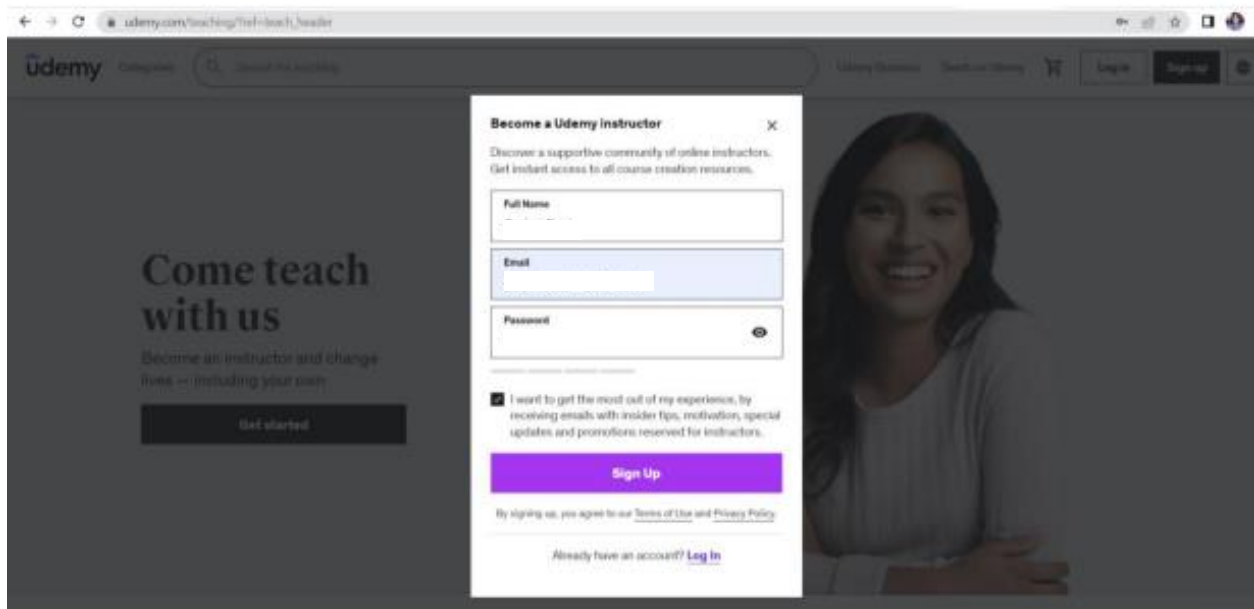 udemy.com/teaching/?ref=teach_header
ûdemy Categories Search for anything Udemy Business Teach on Udemy Log in Sign up
Become a Udemy instructor
Discover a supportive community of online instructors.
Get instant access to all course creation resources.
Full Name
Email
Password
Come teach
with us
Become an instructor and change
lives — including your own
Get started
I want to get the most out of my experience, by
receiving emails with insider tips, motivation, special
updates and promotions reserved for instructors.
Sign Up
By signing up, you agree to our Terms of Use and Privacy Policy.
Already have an account? Log In